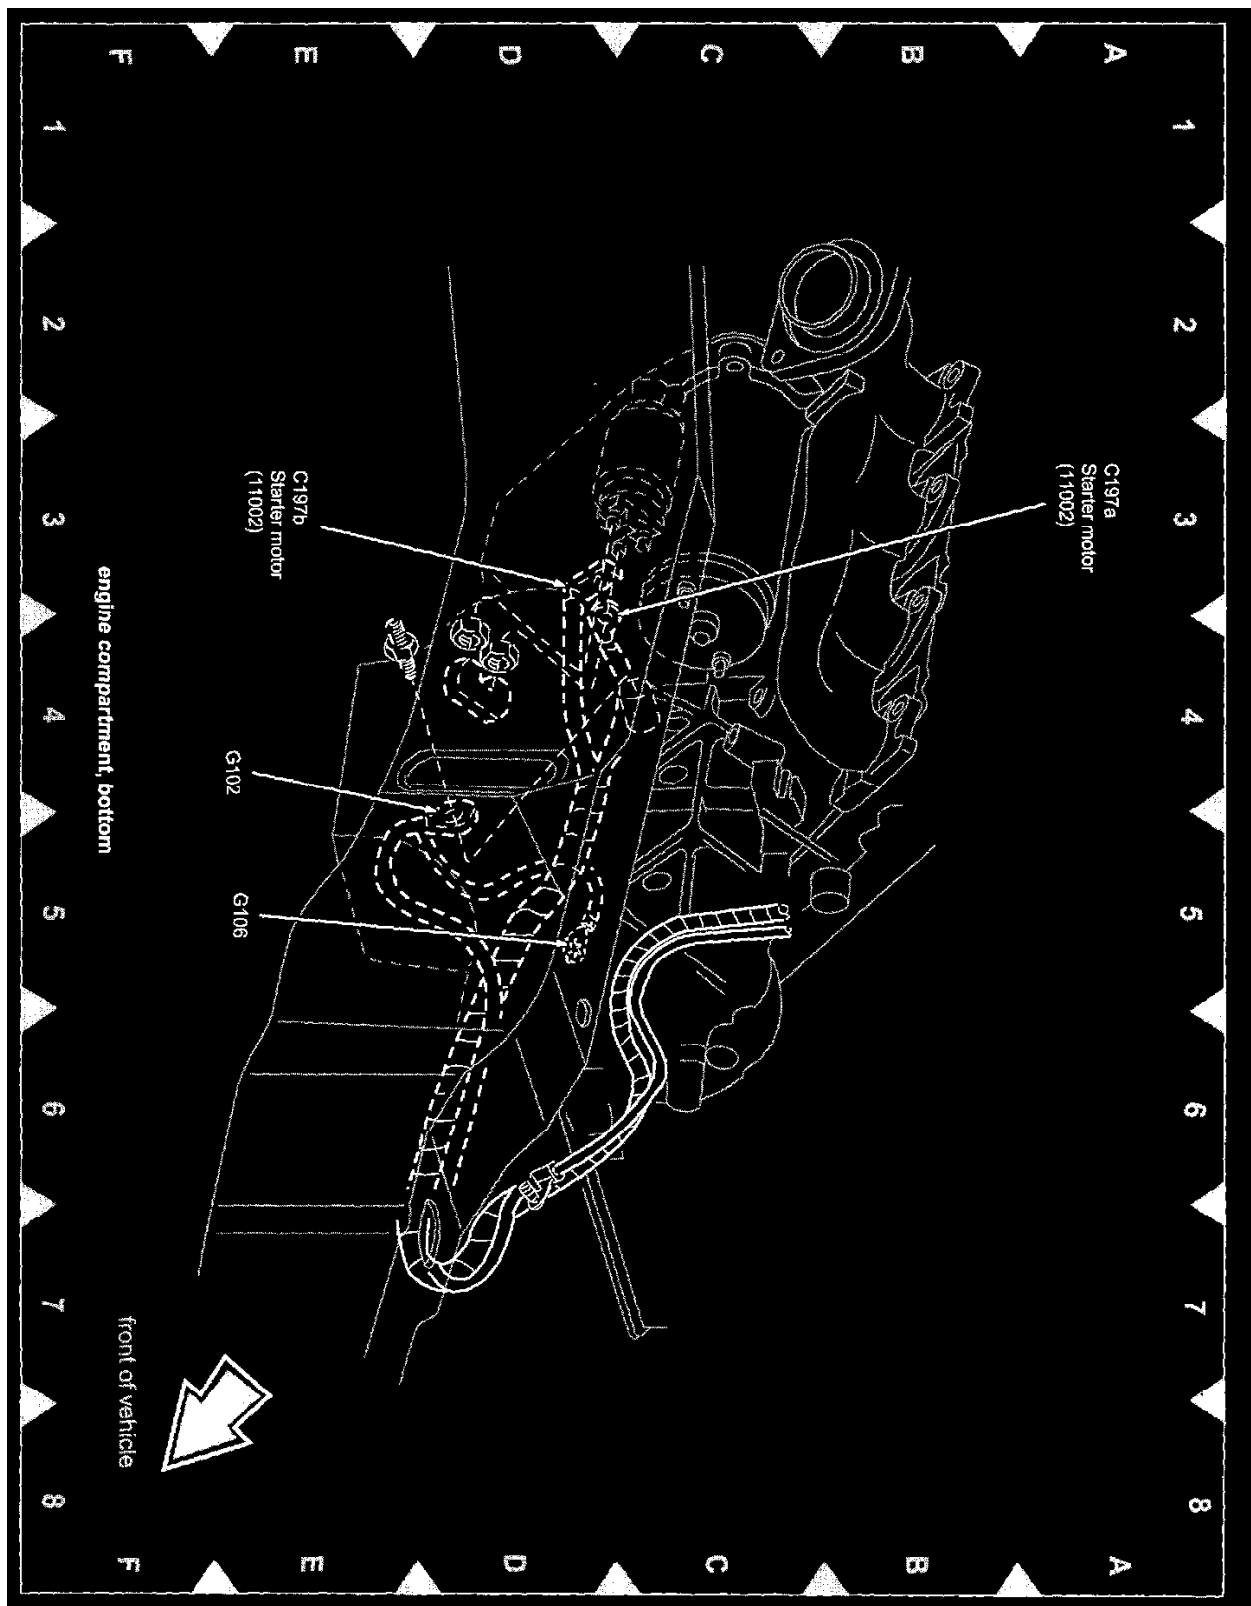 1 2 3 4 5 6 7 8
A A
B B
C C
D D
E E
F F
1 2 3 4 5 6 7 8
C197a
Starter motor
(11002)
C197b
Starter motor
(11002)
G102
G106
engine compartment, bottom
front of vehicle